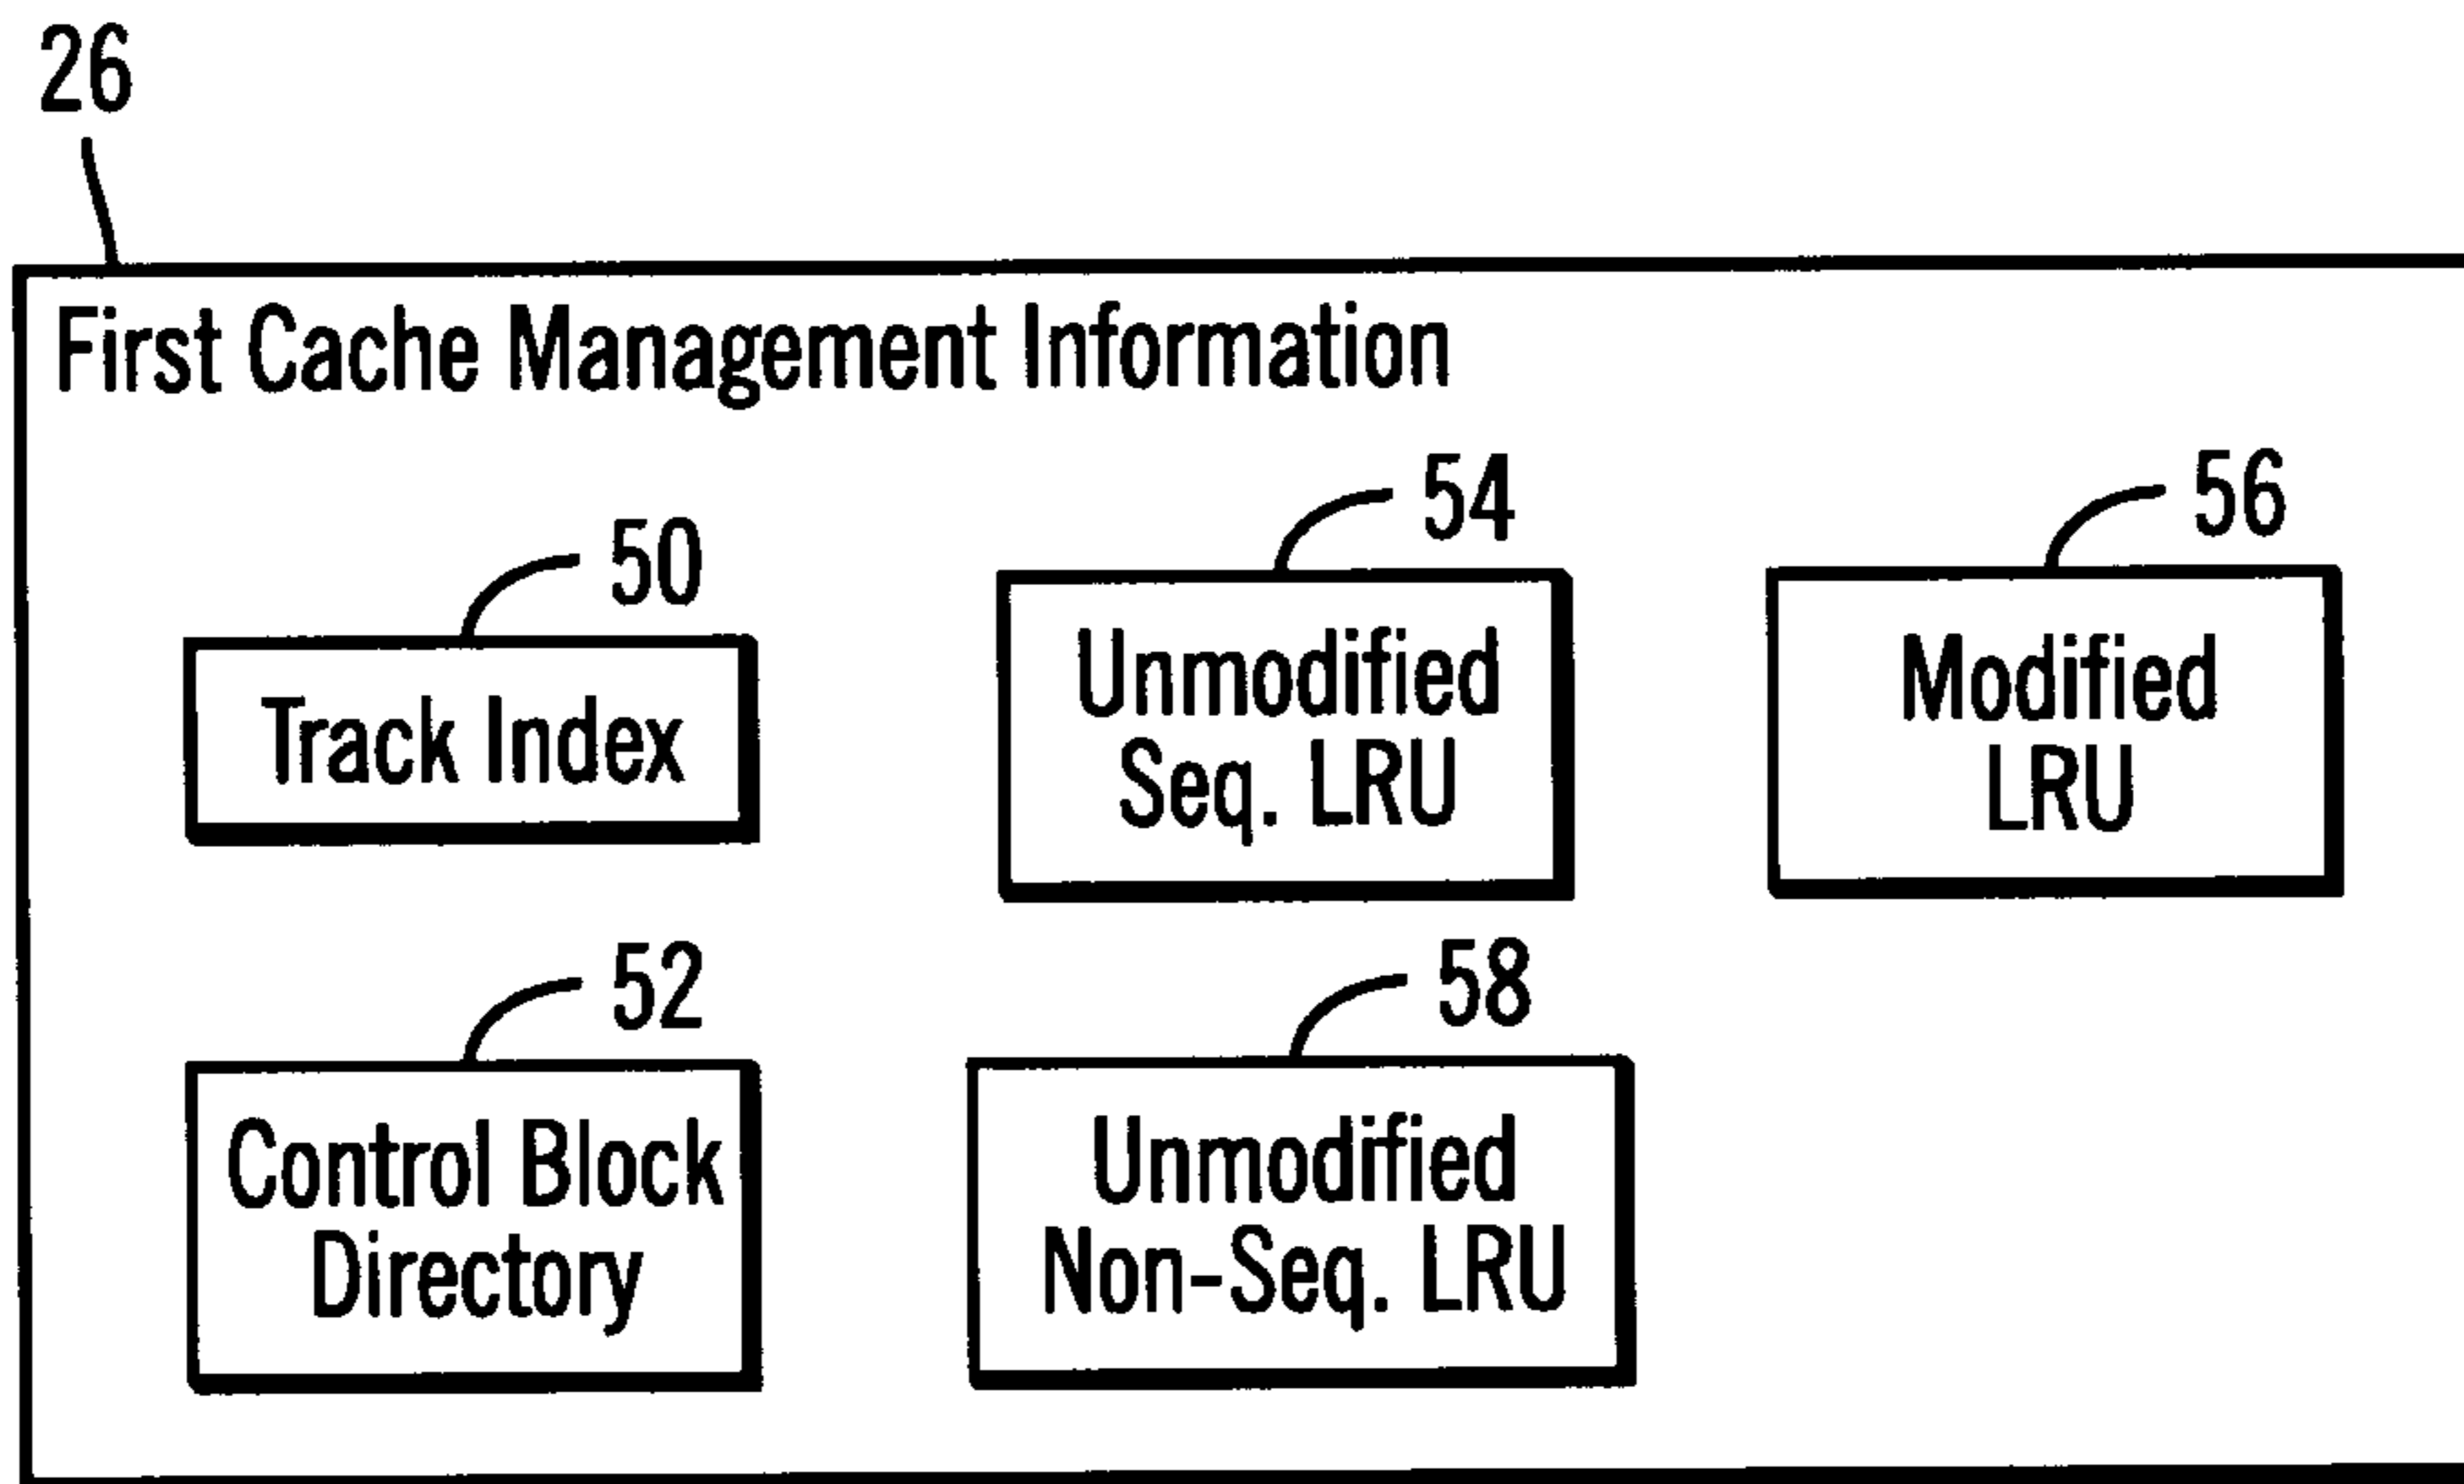 26
First Cache Management Information
50
Track Index
54
Unmodified
Seq. LRU
56
Modified
LRU
52
Control Block
Directory
58
Unmodified
Non-Seq. LRU